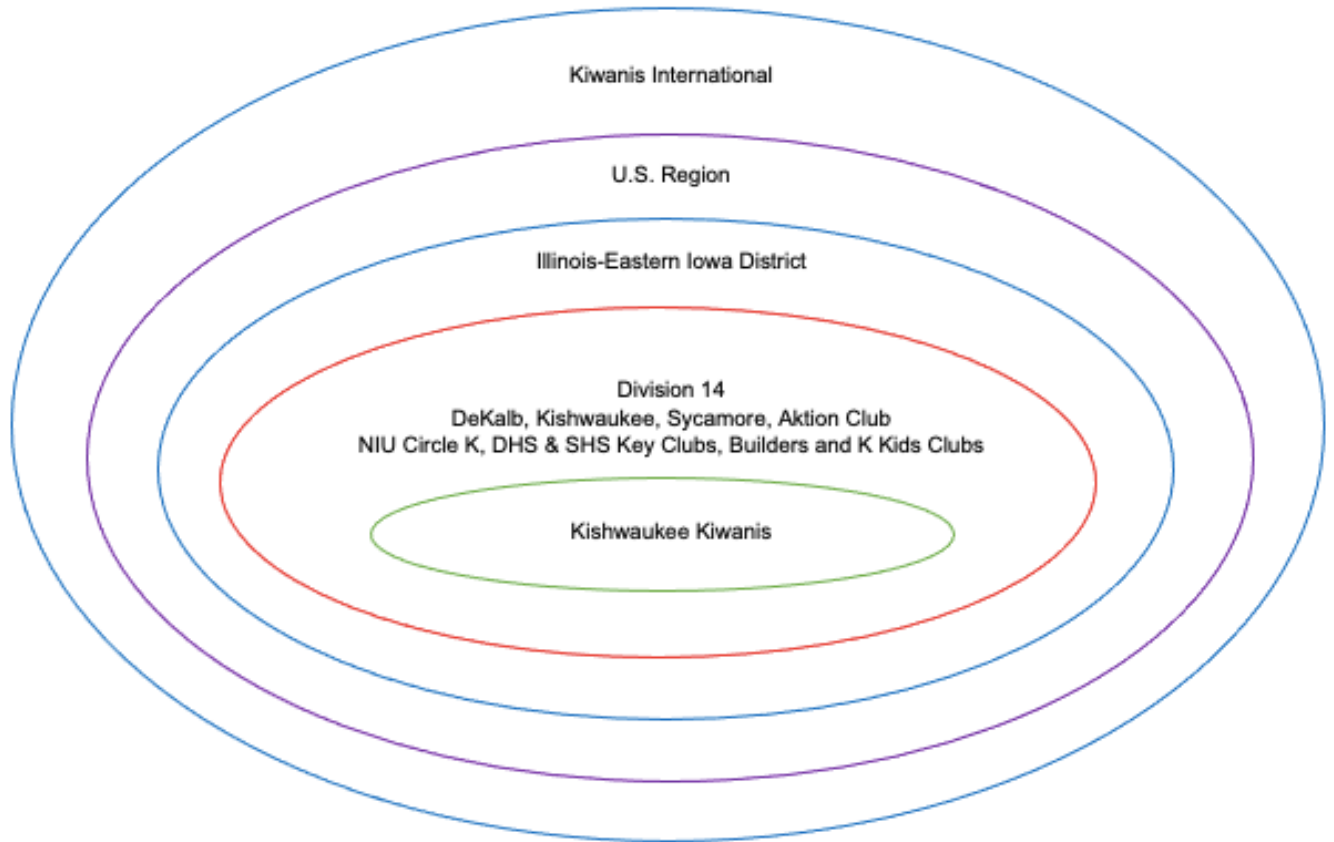 Kiwanis International
U.S. Region
Illinois-Eastern Iowa District
Division 14
DeKalb, Kishwaukee, Sycamore, Aktion Club
NIU Circle K, DHS & SHS Key Clubs, Builders and K Kids Clubs
Kishwaukee Kiwanis